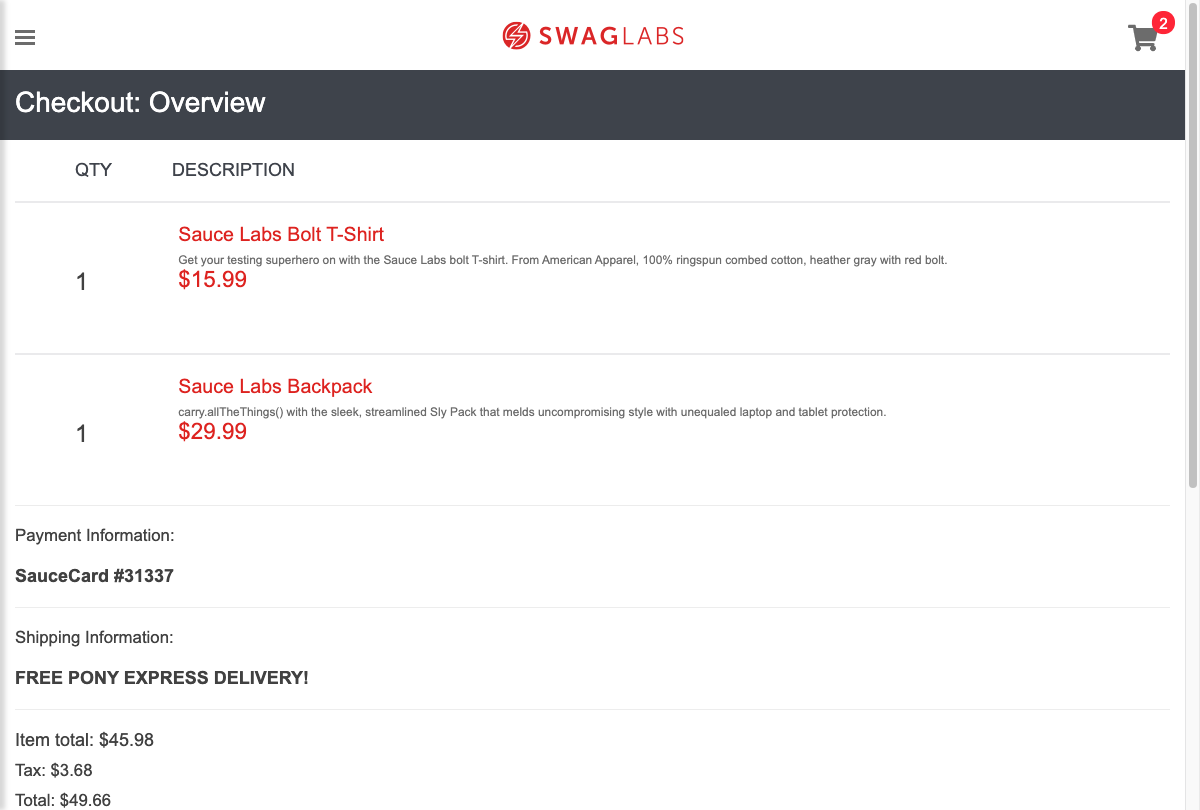 SWAGLABS
2
Checkout: Overview
QTY DESCRIPTION
Sauce Labs Bolt T-Shirt
Get your testing superhero on with the Sauce Labs bolt T-shirt. From American Apparel, 100% ringspun combed cotton, heather gray with red bolt.
1
$15.99
Sauce Labs Backpack
carry.allTheThings() with the sleek, streamlined Sly Pack that melds uncompromising style with unequaled laptop and tablet protection.
1
$29.99
Payment Information:
SauceCard #31337
Shipping Information:
FREE PONY EXPRESS DELIVERY!
Item total: $45.98
Tax: $3.68
Total: $49.66